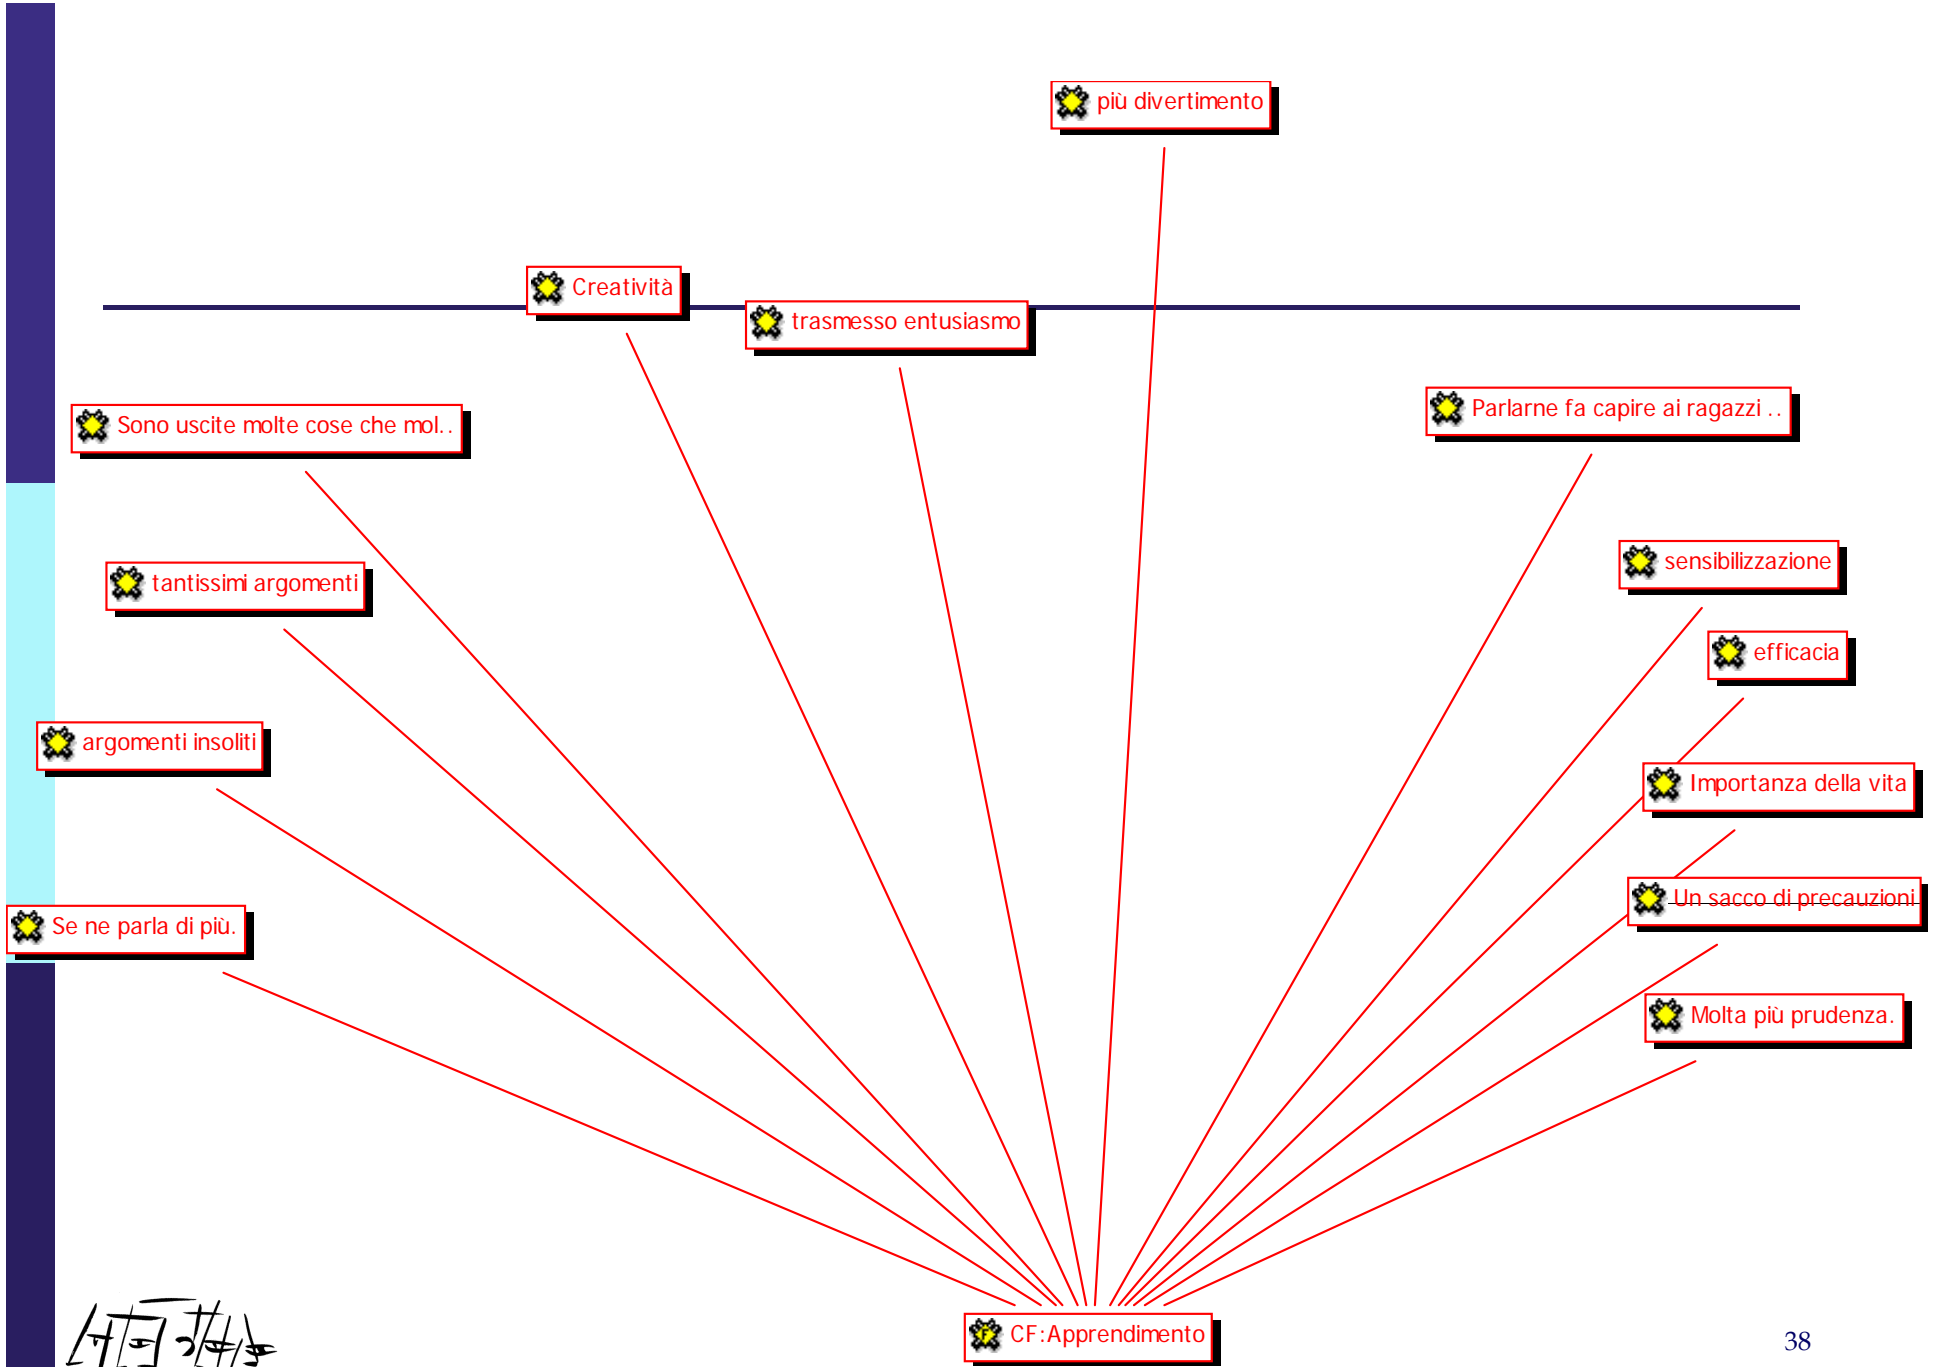 più divertimento
Creatività
trasmesso entusiasmo
Sono uscite molte cose che mol..
Parlarne fa capire ai ragazzi ..
tantissimi argomenti
sensibilizzazione
efficacia
argomenti insoliti
Importanza della vita
Un sacco di precauzioni
Se ne parla di più.
Molta più prudenza.
CF:Apprendimento
38